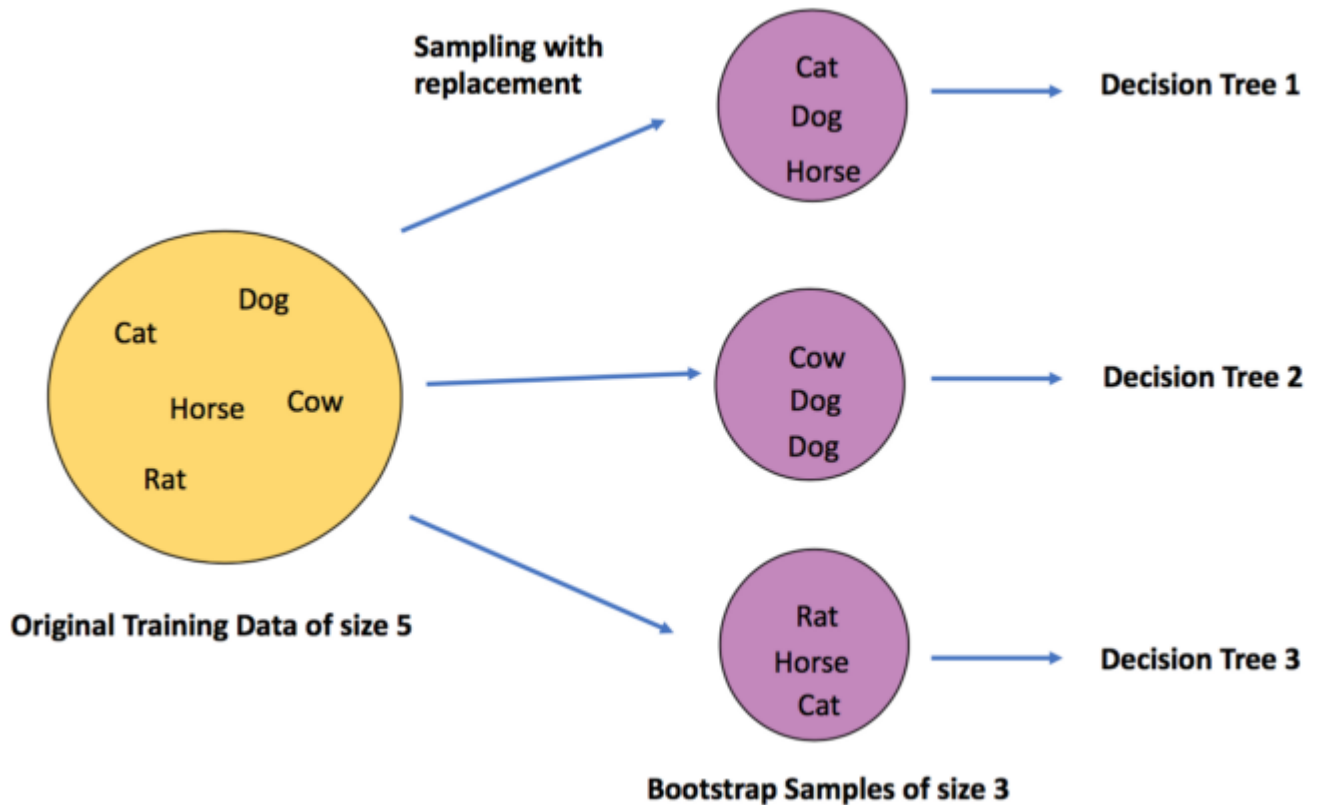 Sampling with
replacement
Cat
Dog
Horse
Decision Tree 1
Dog
Cat
Horse
Cow
Rat
Original Training Data of size 5
Cow
Dog
Dog
Decision Tree 2
Rat
Horse
Cat
Decision Tree 3
Bootstrap Samples of size 3